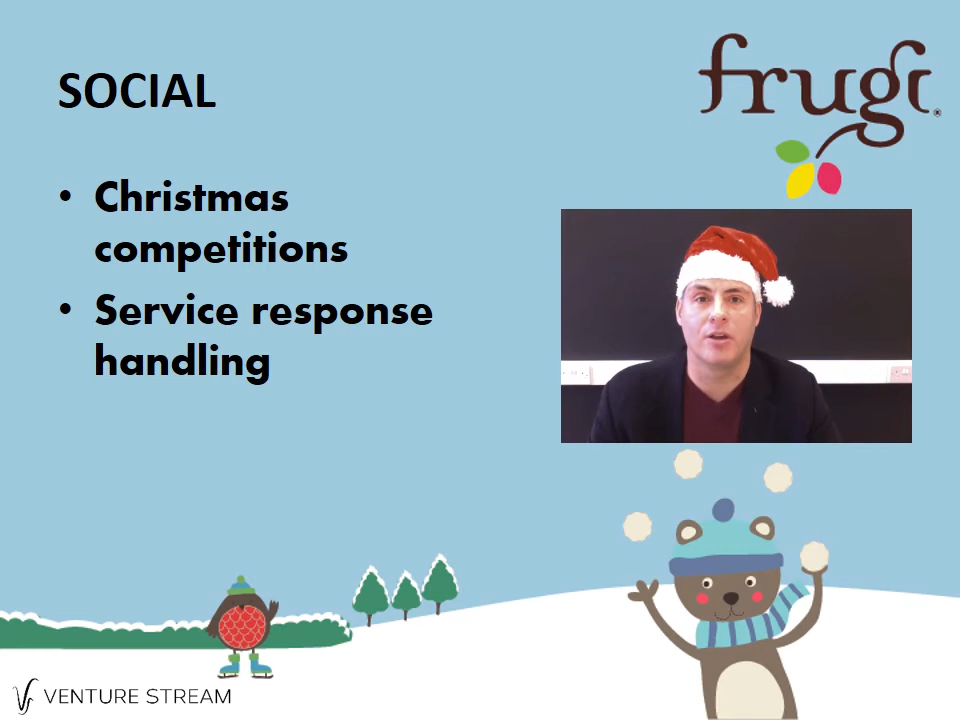 SOCIAL
frugi®
• Christmas
competitions
• Service response
handling
VENTURE STREAM